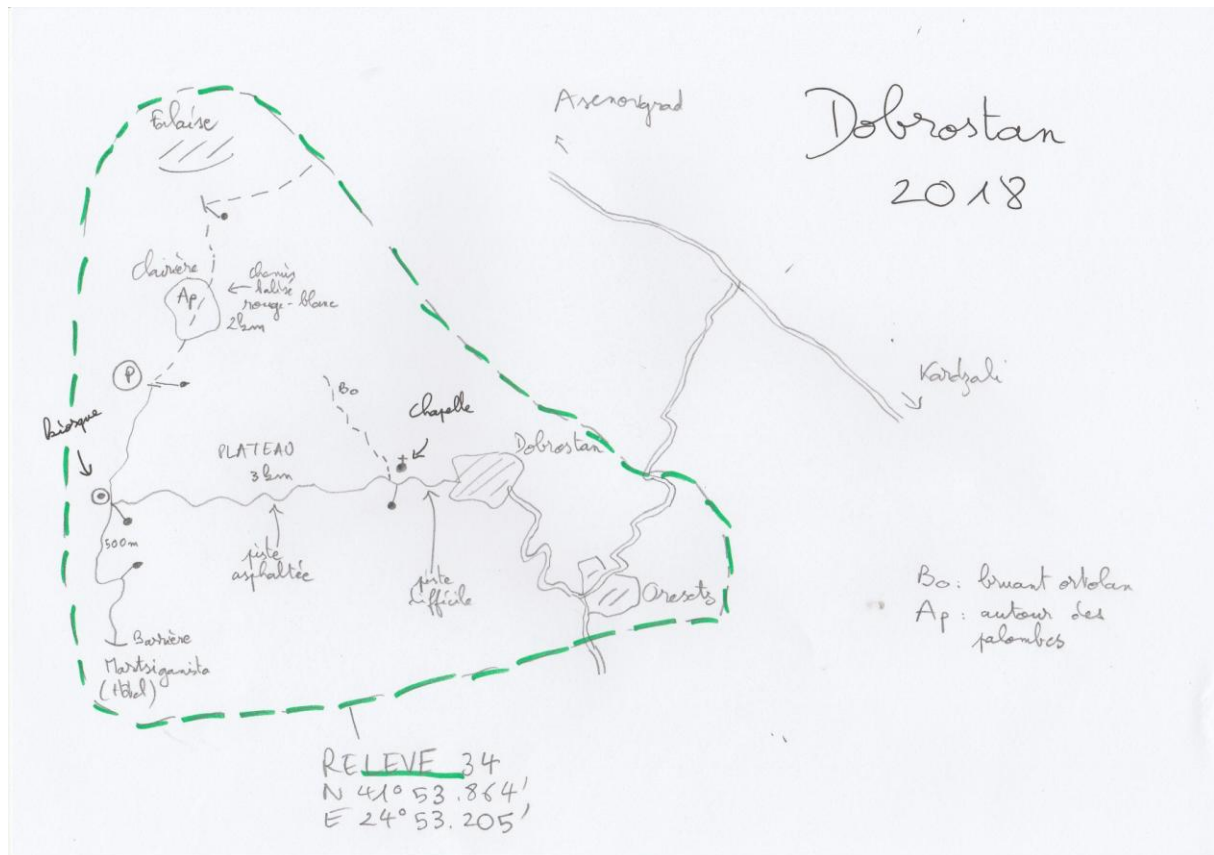 Dobrostan
2018
Asenovgrad
Falaise
Clairière
Ap
chemin
balisé
rouge-blanc
2km
P
Kardzali
Bo
Chapelle
kiosque
PLATEAU
3km
Dobrostan
500m
piste
asphaltée
piste
difficile
Oresets
Barrière
Martsiganista
(Hôtel)
Bo: bruant ortolan
Ap: autour des
palombes
RELEVE 34
N 41° 53.864'
E 24° 53.205'